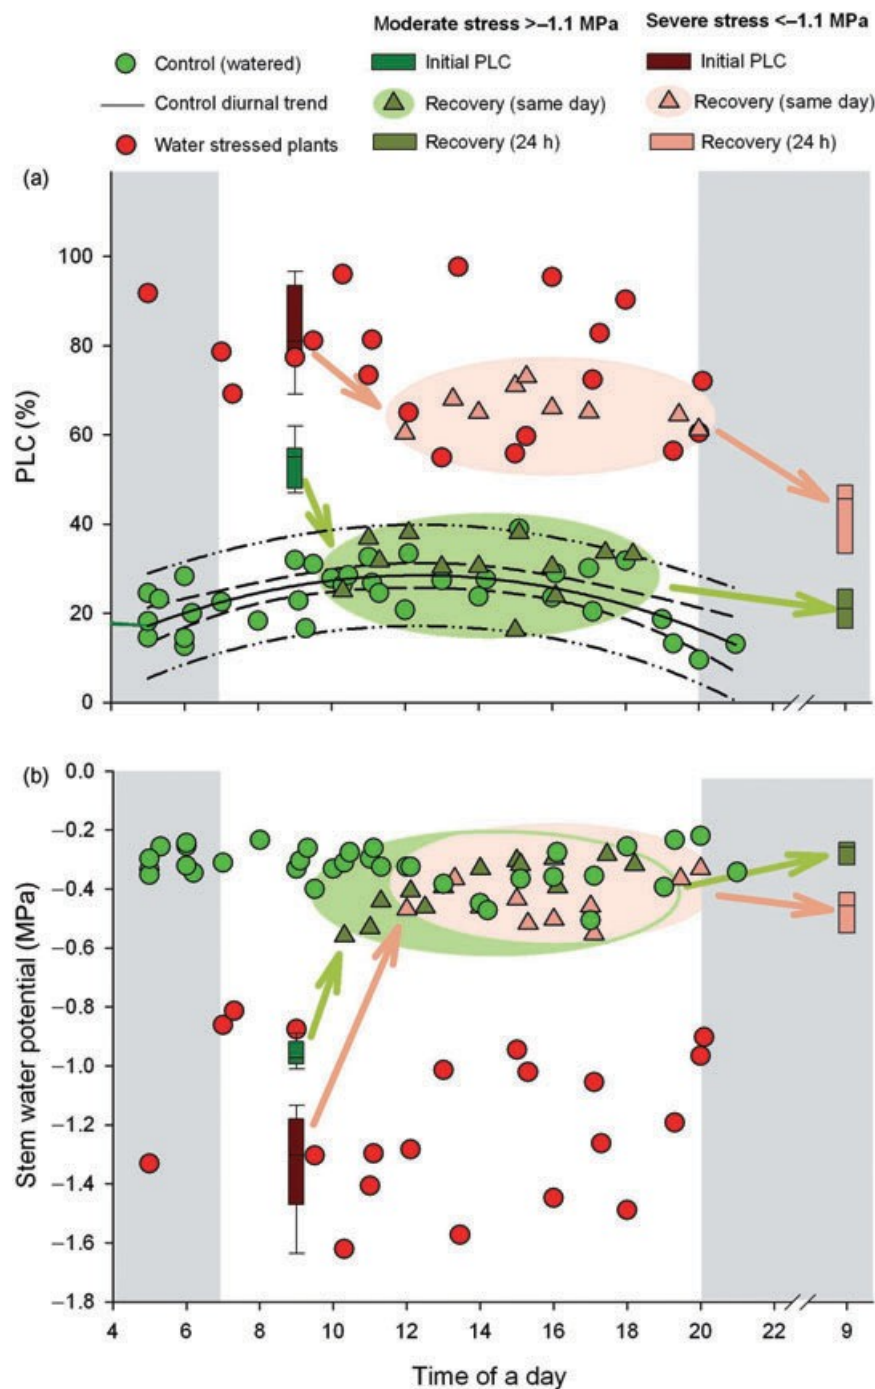 Moderate stress >–1.1 MPa
Severe stress <–1.1 MPa
Control (watered)
Initial PLC
Initial PLC
Control diurnal trend
Recovery (same day)
Recovery (same day)
Water stressed plants
Recovery (24 h)
Recovery (24 h)
(a)
100
80
60
40
20
0
PLC (%)
(b)
0.0
–0.2
–0.4
–0.6
–0.8
–1.0
–1.2
–1.4
–1.6
–1.8
Stem water potential (MPa)
4 6 8 10 12 14 16 18 20 22 9
Time of a day